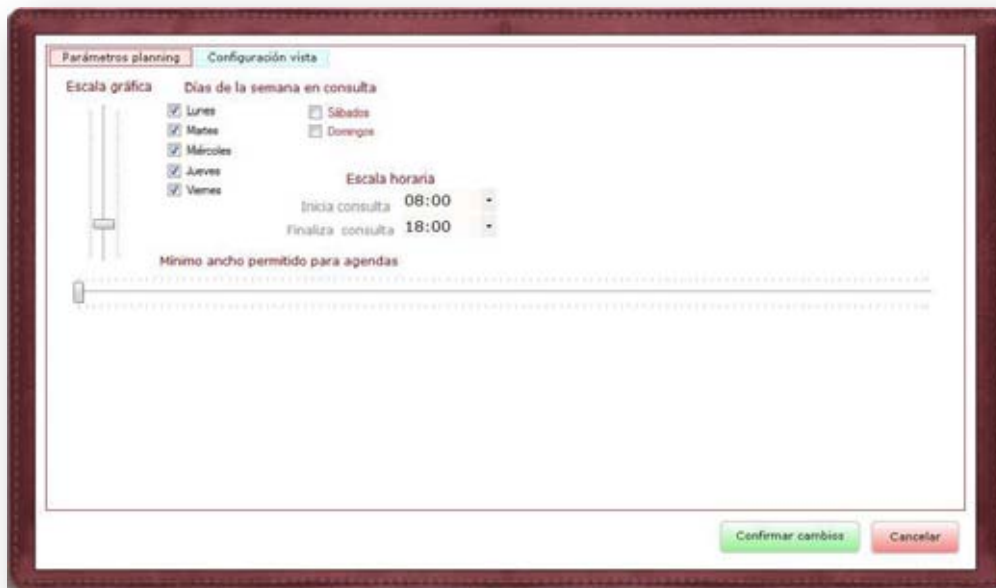 Parámetros planning Configuración vista
Escala gráfica Días de la semana en consulta
Lunes Sábados
Martes Domingos
Miércoles
Jueves
Viernes
Escala horaria
Inicia consulta 08:00
Finaliza consulta 18:00
Mínimo ancho permitido para agendas
Confirmar cambios Cancelar